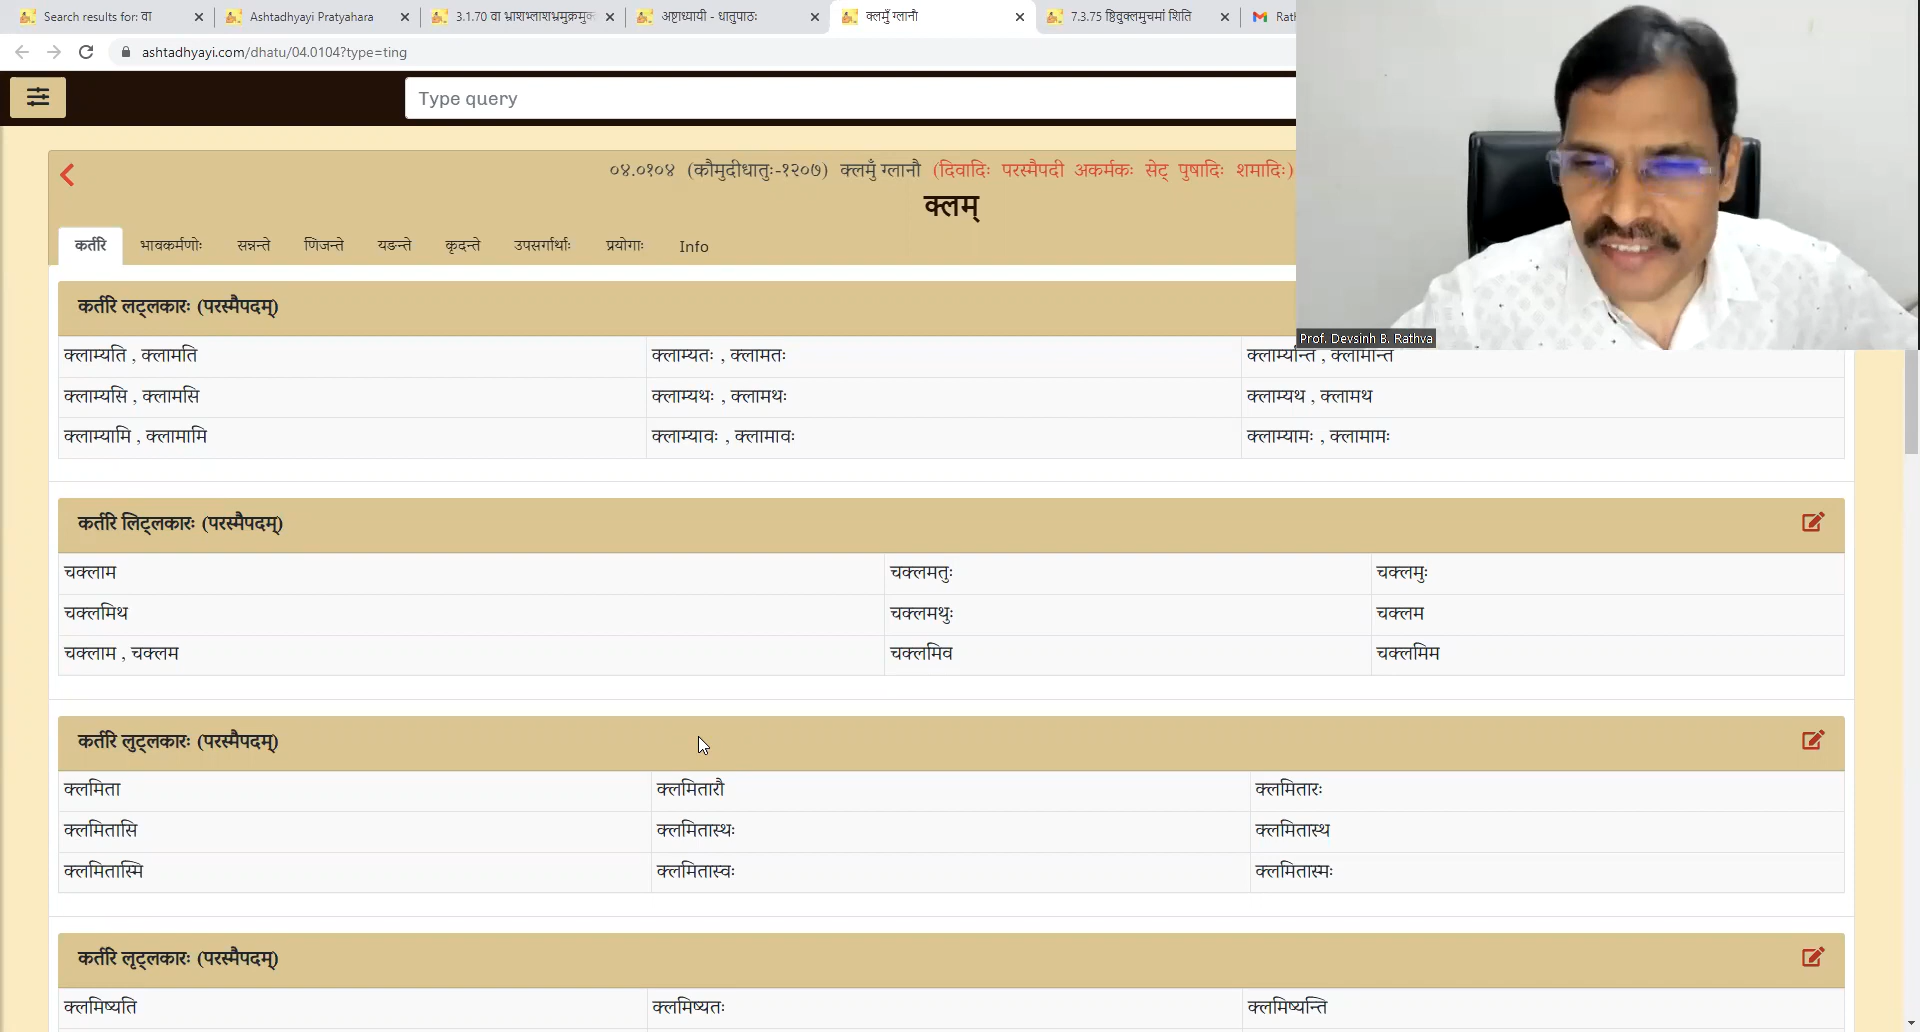 Search results for: वा
Ashtadhyayi Pratyahara
3.1.70 वा भ्राशभ्लाशभ्रमुक्रमुक्
अष्टाध्यायी - धातुपाठः
क्लमुँ ग्लानौ
7.3.75 ष्ठिवुक्लमुचमां शिति
Rath
ashtadhyayi.com/dhatu/04.0104?type=ting
Type query
०४.०१०४ (कौमुदीधातुः-१२०७) क्लमुँ ग्लानौ (दिवादिः परस्मैपदी अकर्मकः सेट् पुषादिः शमादिः)
क्लम्
कर्तरि भावकर्मणोः सन्नन्ते णिजन्ते यङन्ते कृदन्ते उपसर्गार्थाः प्रयोगाः Info
कर्तरि लट्लकारः (परस्मैपदम्)
Prof. Devsinh B. Rathva
क्लाम्यति , क्लामति क्लाम्यतः , क्लामतः क्लाम्यन्ति , क्लामन्ति
क्लाम्यसि , क्लामसि क्लाम्यथः , क्लामथः क्लाम्यथ , क्लामथ
क्लाम्यामि , क्लामामि क्लाम्यावः , क्लामावः क्लाम्यामः , क्लामामः
कर्तरि लिट्लकारः (परस्मैपदम्)
चक्लाम चक्लमतुः चक्लमुः
चक्लमिथ चक्लमथुः चक्लम
चक्लाम , चक्लम चक्लमिव चक्लमिम
कर्तरि लुट्लकारः (परस्मैपदम्)
क्लमिता क्लमितारौ क्लमितारः
क्लमितासि क्लमितास्थः क्लमितास्थ
क्लमितास्मि क्लमितास्वः क्लमितास्मः
कर्तरि लृट्लकारः (परस्मैपदम्)
क्लमिष्यति क्लमिष्यतः क्लमिष्यन्ति